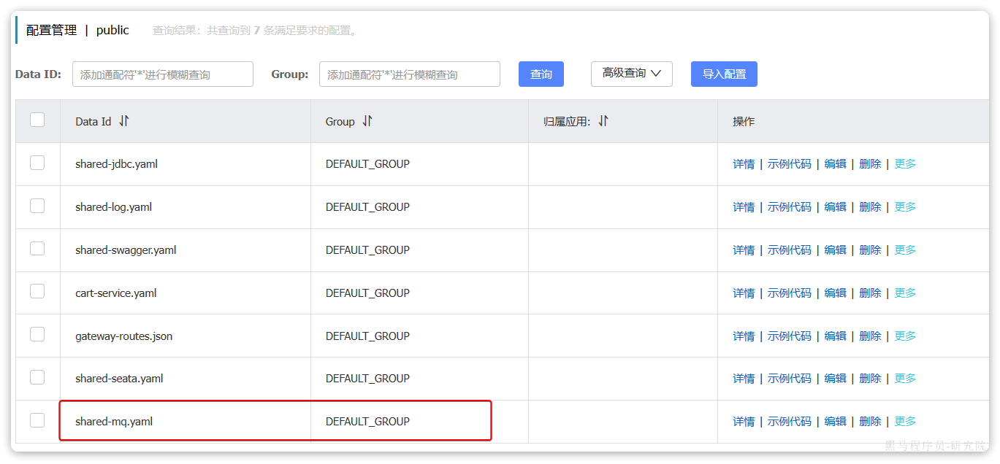 配置管理 | public 查询结果：共查询到 7 条满足要求的配置。
Data ID: 添加通配符'*'进行模糊查询 Group: 添加通配符'*'进行模糊查询 查询 高级查询 导入配置
Data Id Group 归属应用: 操作
shared-jdbc.yaml DEFAULT_GROUP 详情 | 示例代码 | 编辑 | 删除 | 更多
shared-log.yaml DEFAULT_GROUP 详情 | 示例代码 | 编辑 | 删除 | 更多
shared-swagger.yaml DEFAULT_GROUP 详情 | 示例代码 | 编辑 | 删除 | 更多
cart-service.yaml DEFAULT_GROUP 详情 | 示例代码 | 编辑 | 删除 | 更多
gateway-routes.json DEFAULT_GROUP 详情 | 示例代码 | 编辑 | 删除 | 更多
shared-seata.yaml DEFAULT_GROUP 详情 | 示例代码 | 编辑 | 删除 | 更多
shared-mq.yaml DEFAULT_GROUP 详情 | 示例代码 | 编辑 | 删除 | 更多
黑马程序员-研究院